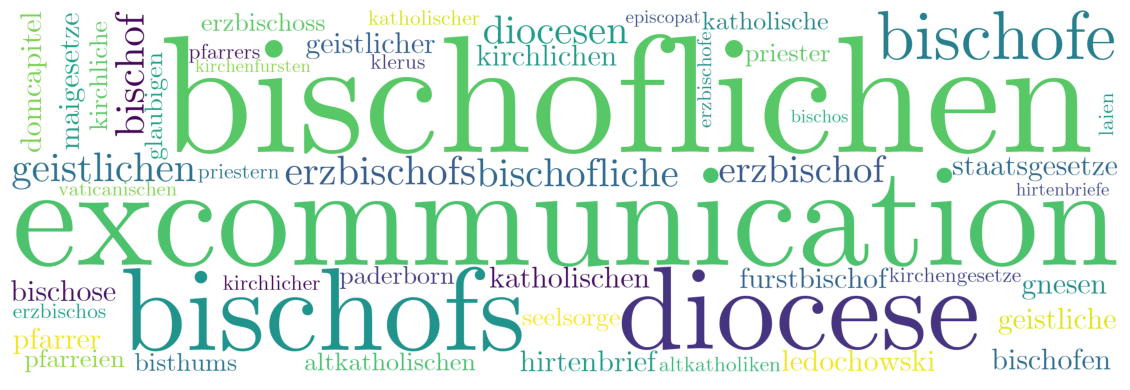 domcapitel
maigesetze
kirchliche
bischof
glaubigen
erzbischoss
pfarrers
kirchenfursten
geistlicher
klerus
katholischer
diocesen
kirchlichen
episcopat
katholische
erzbischofe
priester
bischofe
bischoflichen
bischos
laien
geistlichen
priestern
vaticanischen
erzbischofs
bischofliche
erzbischof
staatsgesetze
hirtenbriefe
excommunication
bischose
erzbischos
pfarrer
pfarreien
bischofs
kirchlicher
paderborn
katholischen
seelsorge
diocese
furstbischof
kirchengesetze
gnesen
geistliche
bisthums
altkatholischen
hirtenbrief
altkatholiken
ledochowski
bischofen